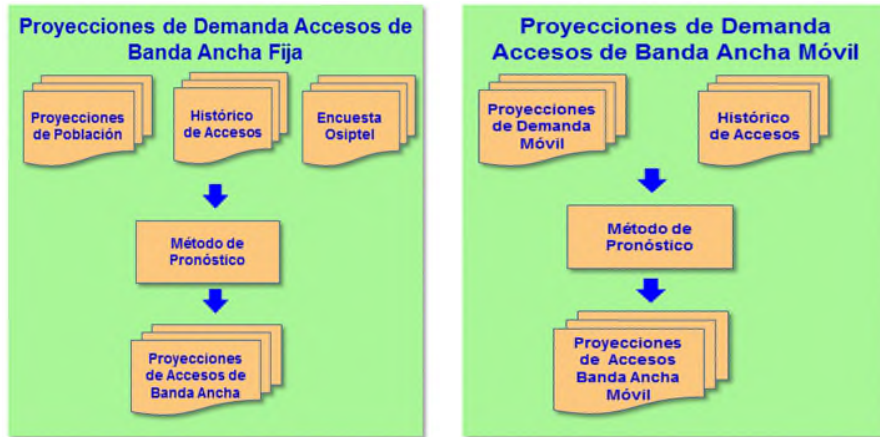 Proyecciones de Demanda Accesos de
Banda Ancha Fija
Proyecciones
de Población
Histórico
de Accesos
Encuesta
Osiptel
Método de
Pronóstico
Proyecciones
de Accesos de
Banda Ancha
Proyecciones de Demanda
Accesos de Banda Ancha Móvil
Proyecciones
de Demanda
Móvil
Histórico
de Accesos
Método de
Pronóstico
Proyecciones
de Accesos
Banda Ancha
Móvil